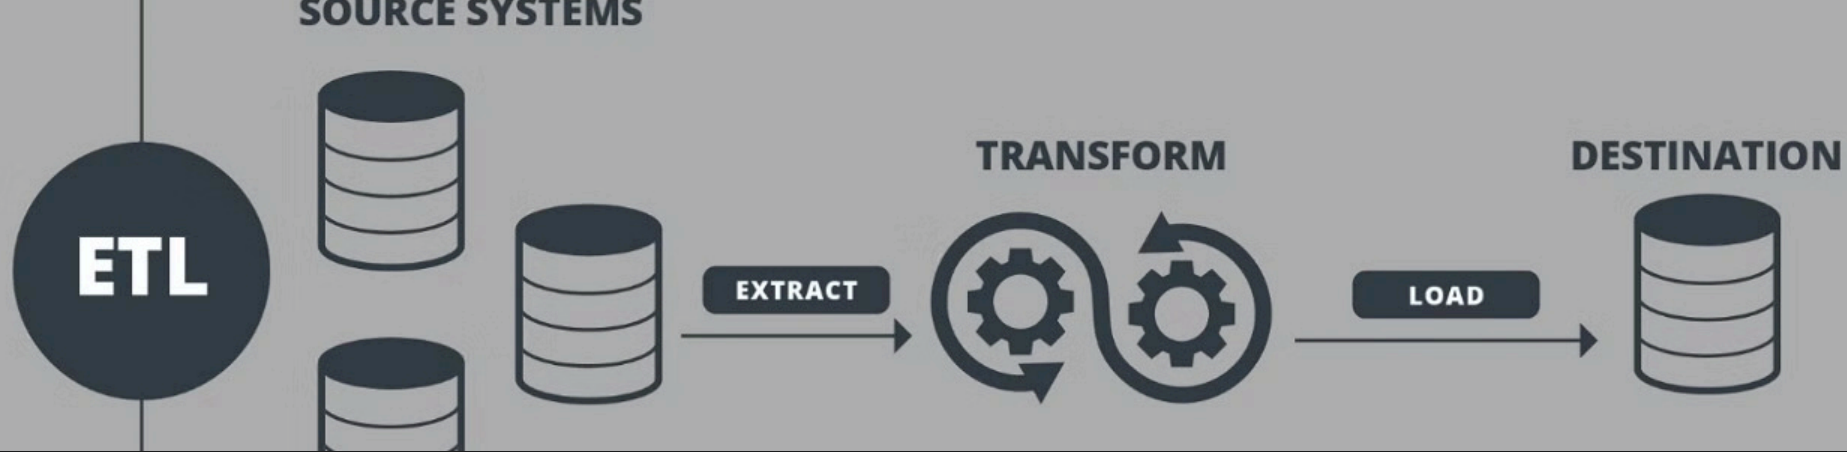 SOURCE SYSTEMS
TRANSFORM
DESTINATION
ETL
EXTRACT
LOAD